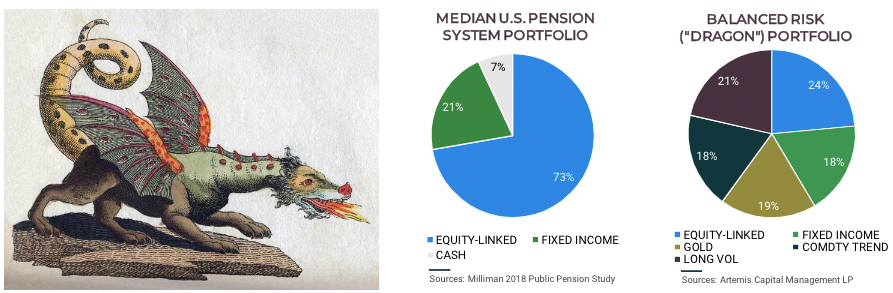 MEDIAN U.S. PENSION
SYSTEM PORTFOLIO
7%
21%
73%
EQUITY-LINKED FIXED INCOME
CASH
Sources: Milliman 2018 Public Pension Study
BALANCED RISK
("DRAGON") PORTFOLIO
21%
24%
18%
18%
19%
EQUITY-LINKED FIXED INCOME
GOLD COMDTY TREND
LONG VOL
Sources: Artemis Capital Management LP